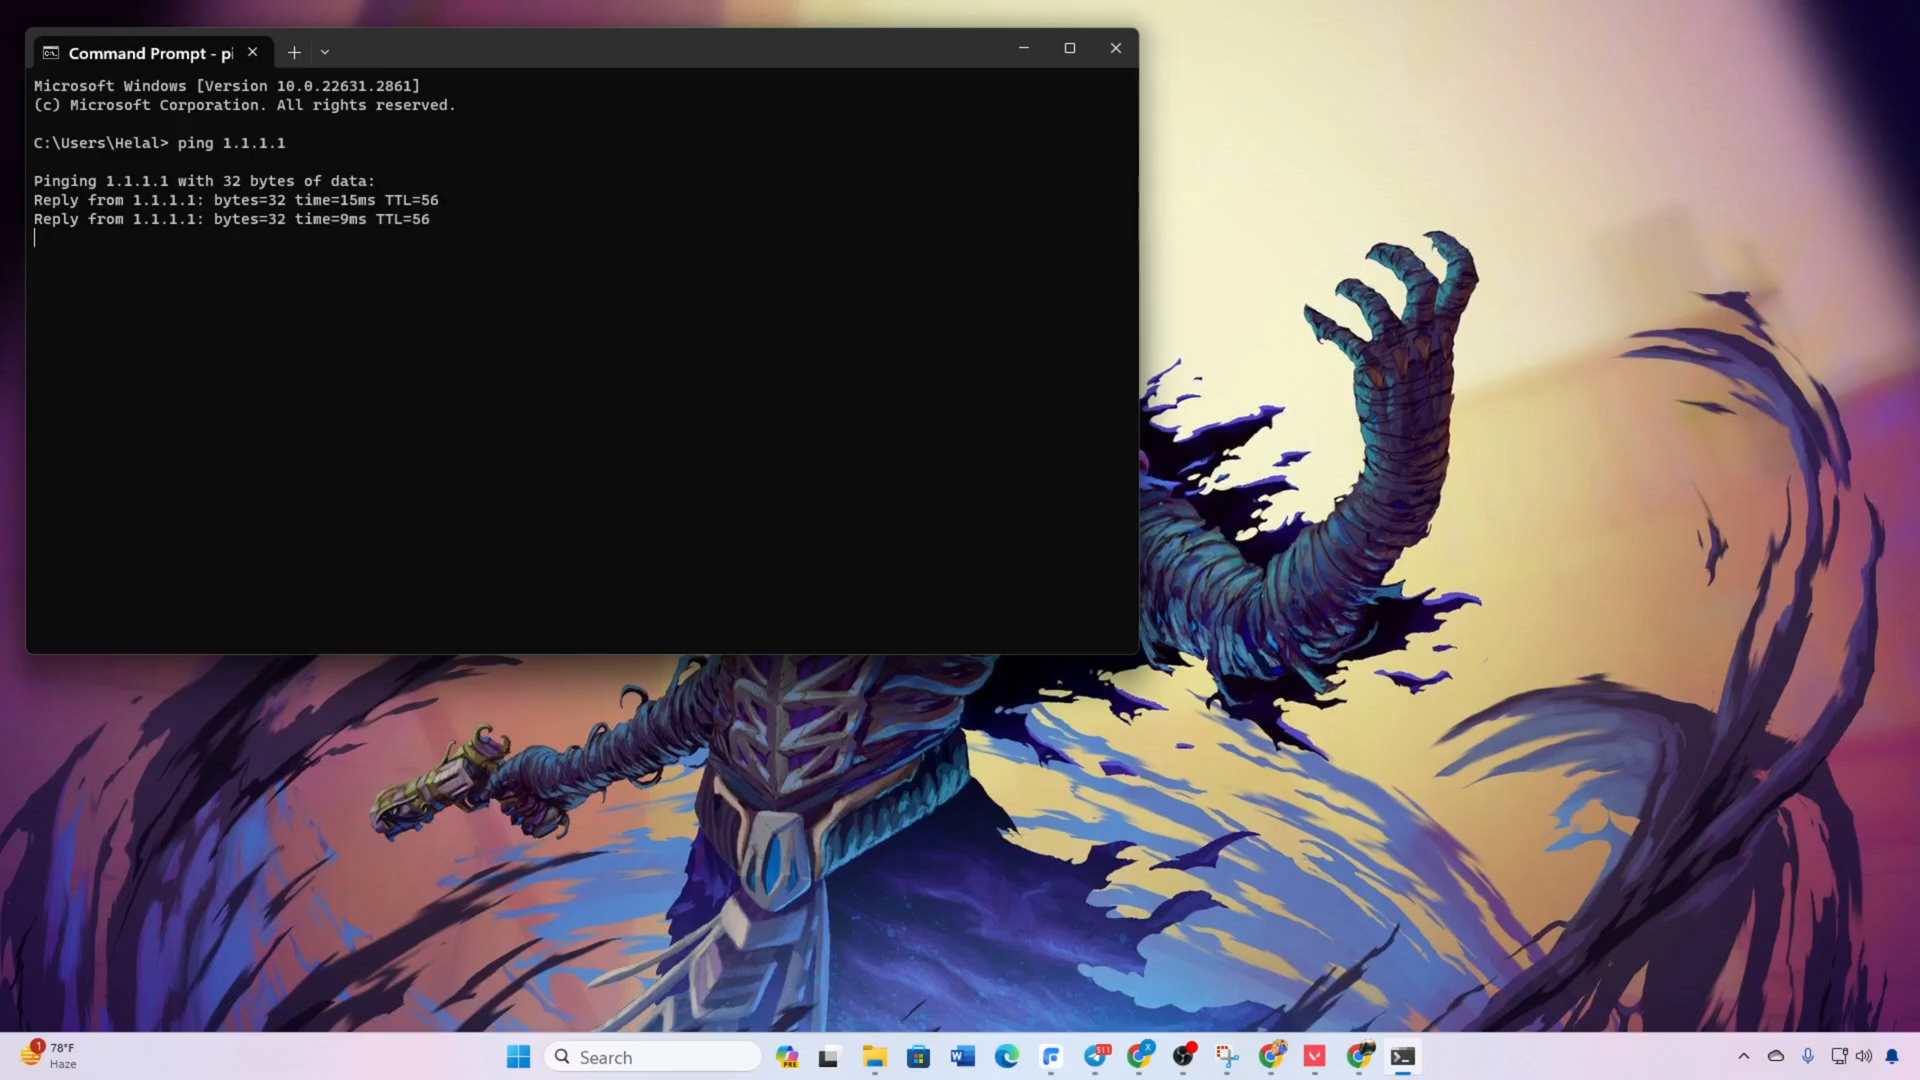 Command Prompt - pi
Microsoft Windows [Version 10.0.22631.2861]
(c) Microsoft Corporation. All rights reserved.
C:\Users\Helal> ping 1.1.1.1
Pinging 1.1.1.1 with 32 bytes of data:
Reply from 1.1.1.1: bytes=32 time=15ms TTL=56
Reply from 1.1.1.1: bytes=32 time=9ms TTL=56
1
78°F
Haze
Search
PRE
W
511
X